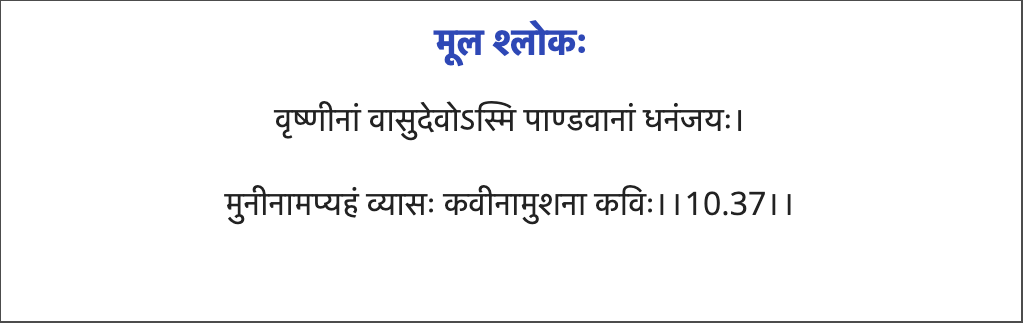 मूल श्लोकः
वृष्णीनां वासुदेवोऽस्मि पाण्डवानां धनंजयः।
मुनीनामप्यहं व्यासः कवीनामुशना कविः।।10.37।।